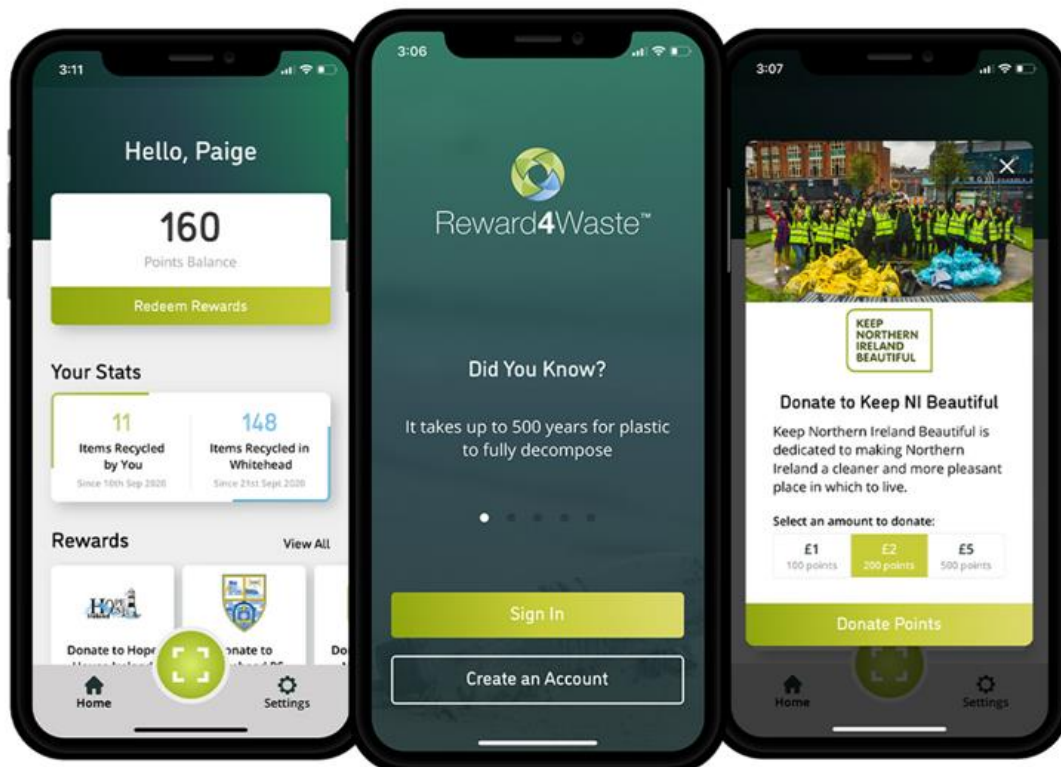 3:11
Hello, Paige
160
Points Balance
Redeem Rewards
Your Stats
11
Items Recycled
by You
Since 10th Sep 2020
148
Items Recycled in
Whitehead
Since 21st Sept 2020
Rewards
View All
Donate to Hope
Donate to
Home
Settings
3:06
Reward4Waste™
Did You Know?
It takes up to 500 years for plastic
to fully decompose
Sign In
Create an Account
3:07
KEEP
NORTHERN
IRELAND
BEAUTIFUL
Donate to Keep NI Beautiful
Keep Northern Ireland Beautiful is
dedicated to making Northern
Ireland a cleaner and more pleasant
place in which to live.
Select an amount to donate:
£1
100 points
£2
200 points
£5
500 points
Donate Points
Home
Settings